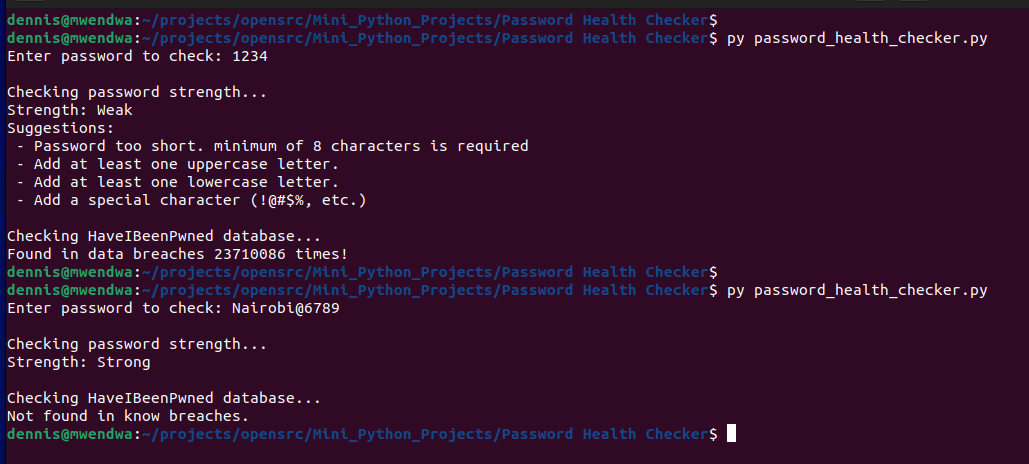 dennis@mwendwa:~/projects/opensrc/Mini_Python_Projects/Password Health Checker$
dennis@mwendwa:~/projects/opensrc/Mini_Python_Projects/Password Health Checker$ py password_health_checker.py
Enter password to check: 1234
Checking password strength...
Strength: Weak
Suggestions:
 - Password too short. minimum of 8 characters is required
 - Add at least one uppercase letter.
 - Add at least one lowercase letter.
 - Add a special character (!@#$%, etc.)
Checking HaveIBeenPwned database...
Found in data breaches 23710086 times!
dennis@mwendwa:~/projects/opensrc/Mini_Python_Projects/Password Health Checker$
dennis@mwendwa:~/projects/opensrc/Mini_Python_Projects/Password Health Checker$ py password_health_checker.py
Enter password to check: Nairobi@6789
Checking password strength...
Strength: Strong
Checking HaveIBeenPwned database...
Not found in know breaches.
dennis@mwendwa:~/projects/opensrc/Mini_Python_Projects/Password Health Checker$